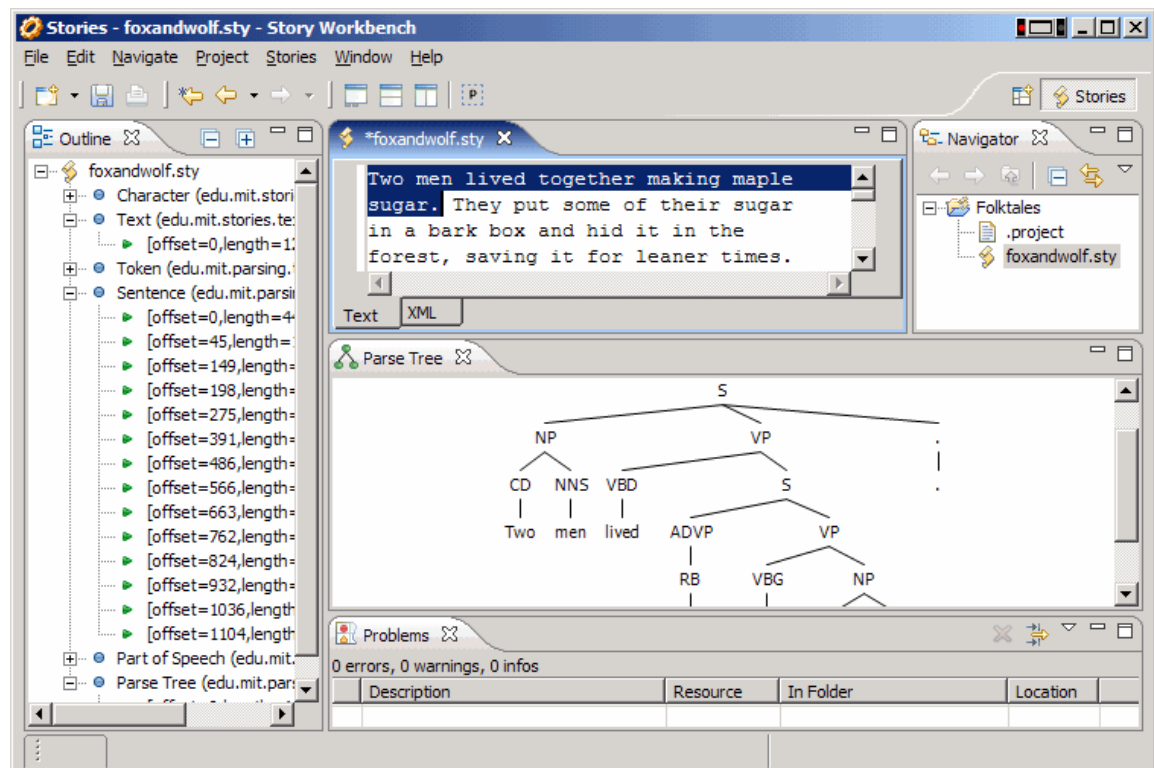 Stories - foxandwolf.sty - Story Workbench
File Edit Navigate Project Stories Window Help
P
Stories
Outline
foxandwolf.sty
Character (edu.mit.stori
Text (edu.mit.stories.te
[offset=0,length=12
Token (edu.mit.parsing.
Sentence (edu.mit.parsi
[offset=0,length=44
[offset=45,length=
[offset=149,length=
[offset=198,length=
[offset=275,length=
[offset=391,length=
[offset=486,length=
[offset=566,length=
[offset=663,length=
[offset=762,length=
[offset=824,length=
[offset=932,length=
[offset=1036,length
[offset=1104,length
Part of Speech (edu.mit.
Parse Tree (edu.mit.pars
*foxandwolf.sty
Two men lived together making maple
sugar. They put some of their sugar
in a bark box and hid it in the
forest, saving it for leaner times.
Text XML
Navigator
Folktales
.project
foxandwolf.sty
Parse Tree
S
NP VP .
CD NNS VBD S .
Two men lived ADVP VP
RB VBG NP
Problems
0 errors, 0 warnings, 0 infos
Description Resource In Folder Location